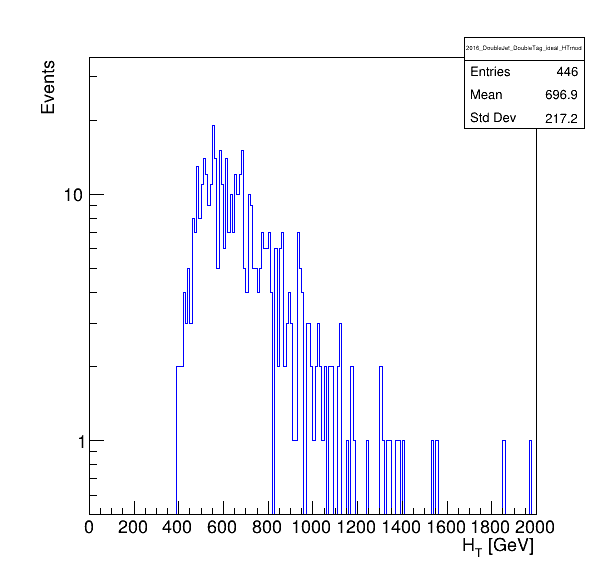 2016_DoubleJet_DoubleTag_Ideal_HTmod
Entries 446
Mean 696.9
Std Dev 217.2
Events
10
1
0 200 400 600 800 1000 1200 1400 1600 1800 2000
H_T [GeV]